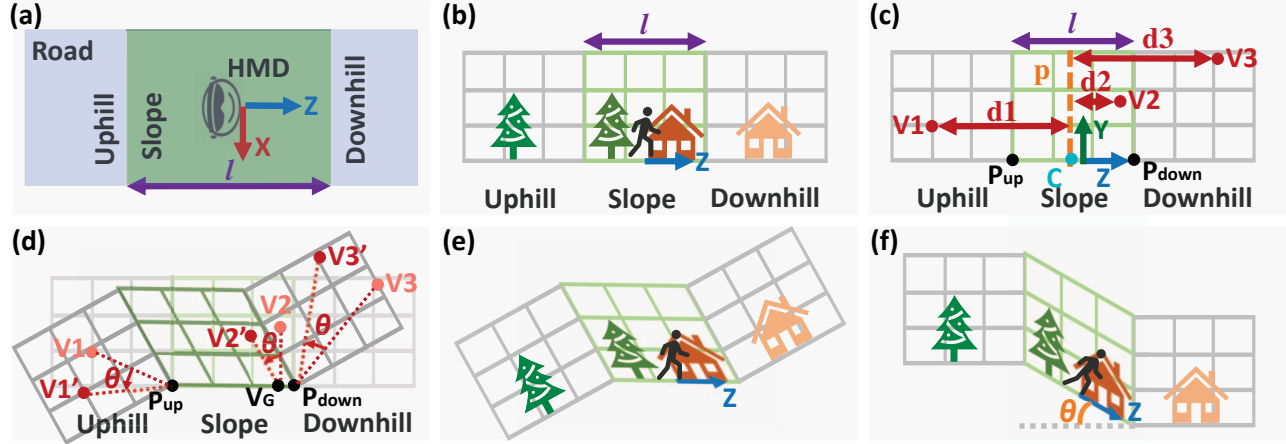 (a)
Road
HMD
Z
X
Uphill
Slope
Downhill
l
(b)
l
Z
Uphill Slope Downhill
(c)
l
p
d3
V3
d2
V2
d1
V1
Y
Pup
C
Z
Pdown
Slope
Uphill
Downhill
(d)
V3'
V3
V2
V2'
θ
θ
V1
θ
V1'
Pup
VG
Pdown
Uphill Slope Downhill
(e)
Z
(f)
θ
Z